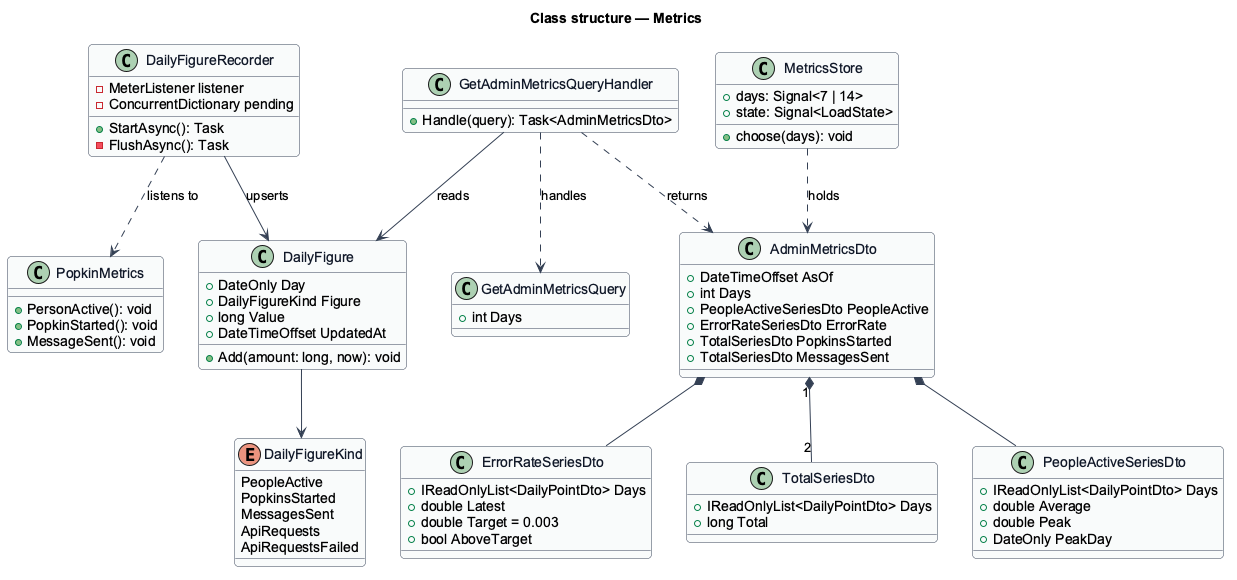 Class structure — Metrics
C DailyFigureRecorder
MeterListener listener
ConcurrentDictionary pending
StartAsync(): Task
FlushAsync(): Task
C GetAdminMetricsQueryHandler
Handle(query): Task<AdminMetricsDto>
C MetricsStore
days: Signal<7 | 14>
state: Signal<LoadState>
choose(days): void
listens to
upserts
reads
handles
returns
holds
C PopkinMetrics
PersonActive(): void
PopkinStarted(): void
MessageSent(): void
C DailyFigure
DateOnly Day
DailyFigureKind Figure
long Value
DateTimeOffset UpdatedAt
Add(amount: long, now): void
C GetAdminMetricsQuery
int Days
C AdminMetricsDto
DateTimeOffset AsOf
int Days
PeopleActiveSeriesDto PeopleActive
ErrorRateSeriesDto ErrorRate
TotalSeriesDto PopkinsStarted
TotalSeriesDto MessagesSent
1
2
E DailyFigureKind
PeopleActive
PopkinsStarted
MessagesSent
ApiRequests
ApiRequestsFailed
C ErrorRateSeriesDto
IReadOnlyList<DailyPointDto> Days
double Latest
double Target = 0.003
bool AboveTarget
C TotalSeriesDto
IReadOnlyList<DailyPointDto> Days
long Total
C PeopleActiveSeriesDto
IReadOnlyList<DailyPointDto> Days
double Average
double Peak
DateOnly PeakDay